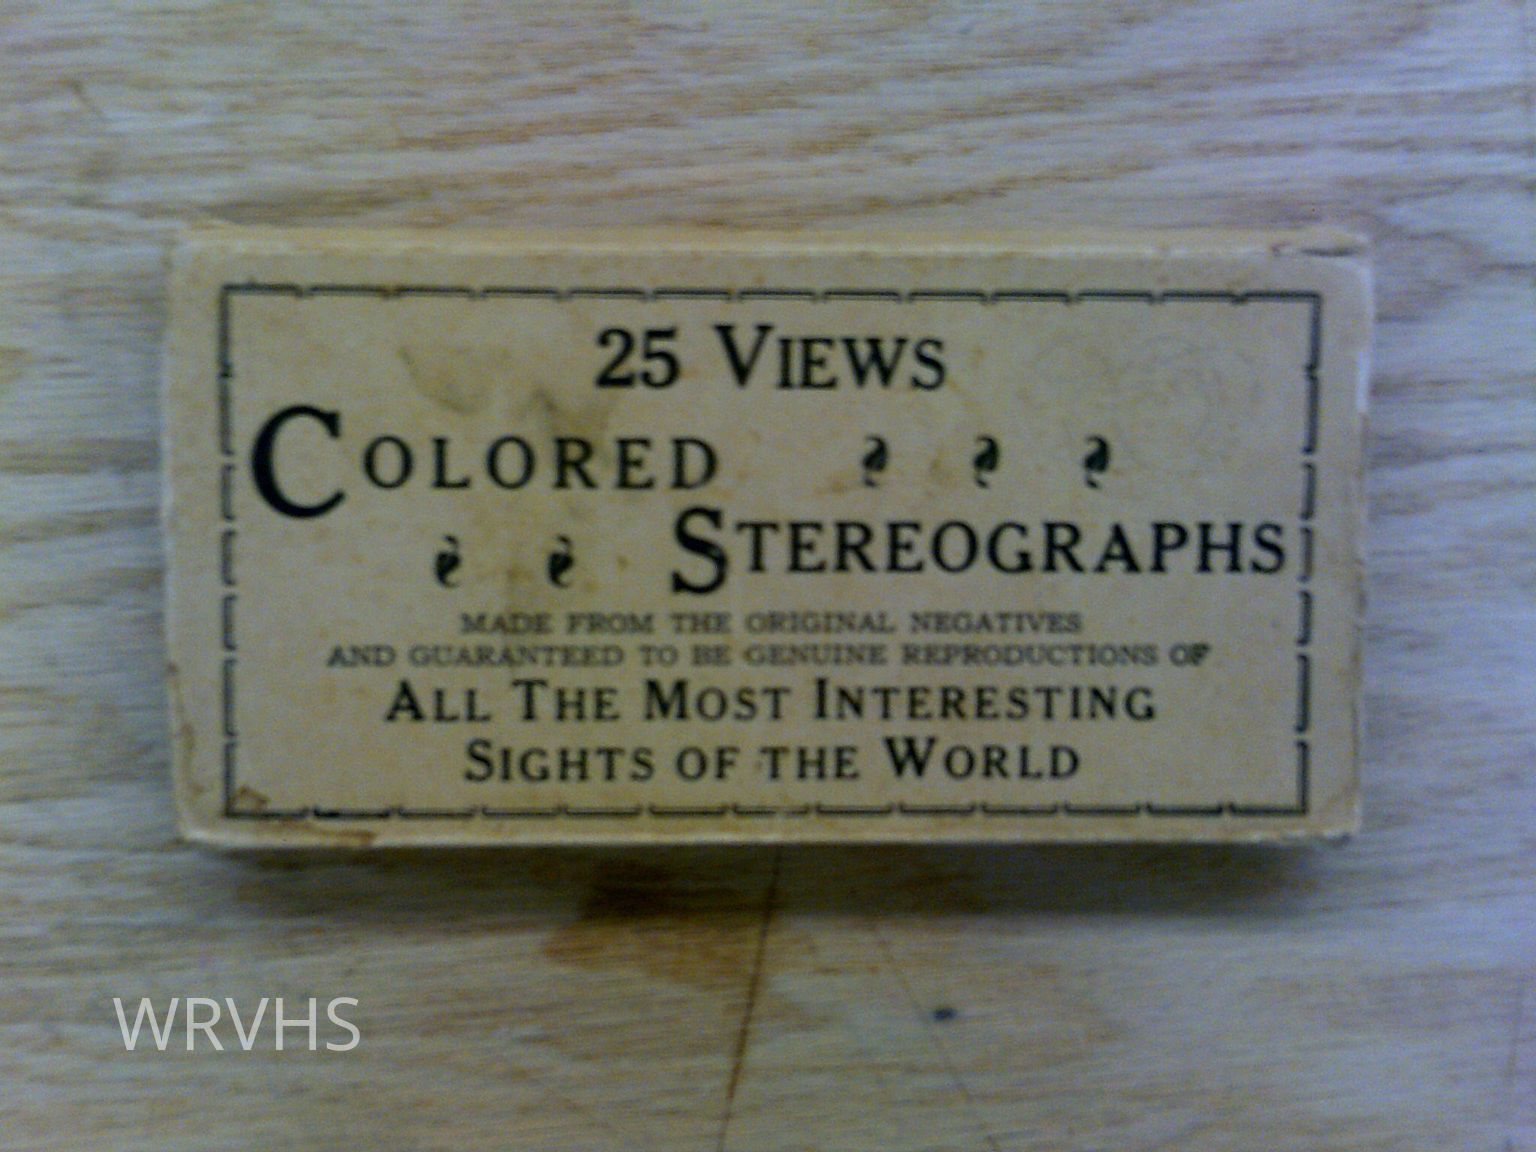 25 VIEWS
COLORED
STEREOGRAPHS
MADE FROM THE ORIGINAL NEGATIVES
AND GUARANTEED TO BE GENUINE REPRODUCTIONS OF
ALL THE MOST INTERESTING
SIGHTS OF THE WORLD
WRVHS